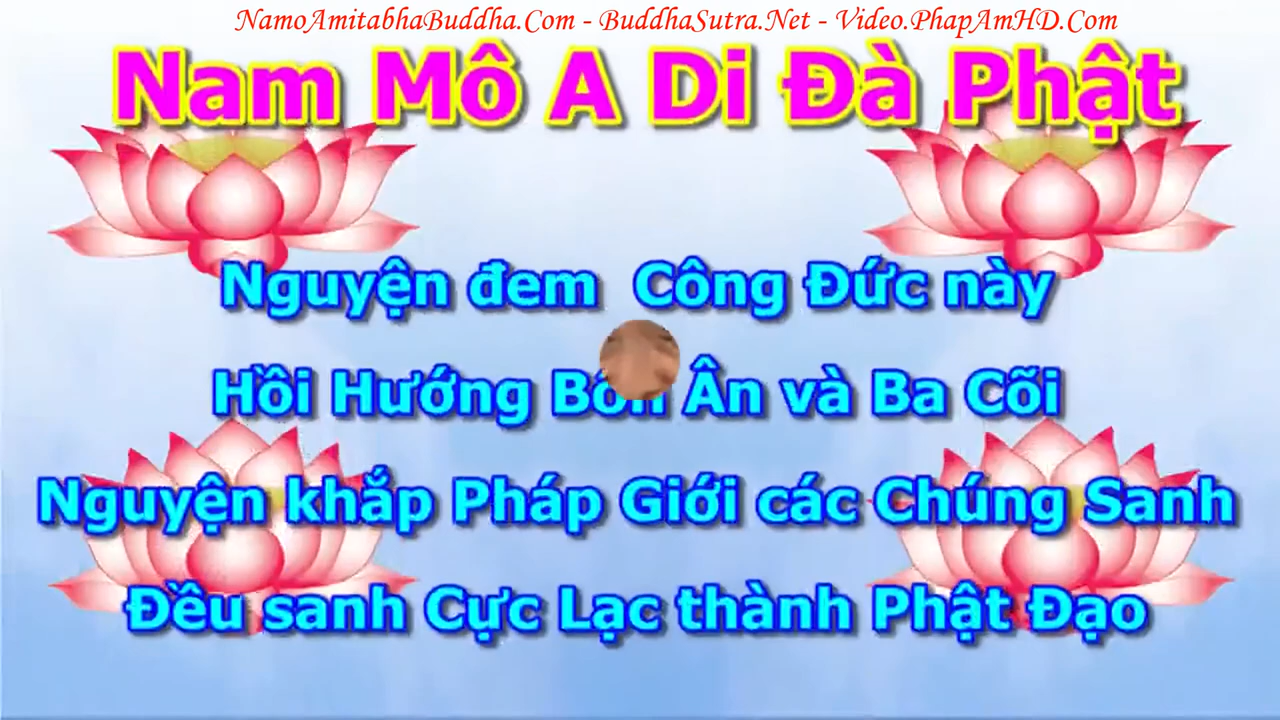 NamoAmitabhaBuddha.Com - BuddhaSutra.Net - Video.PhapAmHD.Com
Nam Mô A Di Đà Phật
Nguyện đem Công Đức này
Hồi Hướng Bốn Ân và Ba Cõi
Nguyện khắp Pháp Giới các Chúng Sanh
Đều sanh Cực Lạc thành Phật Đạo